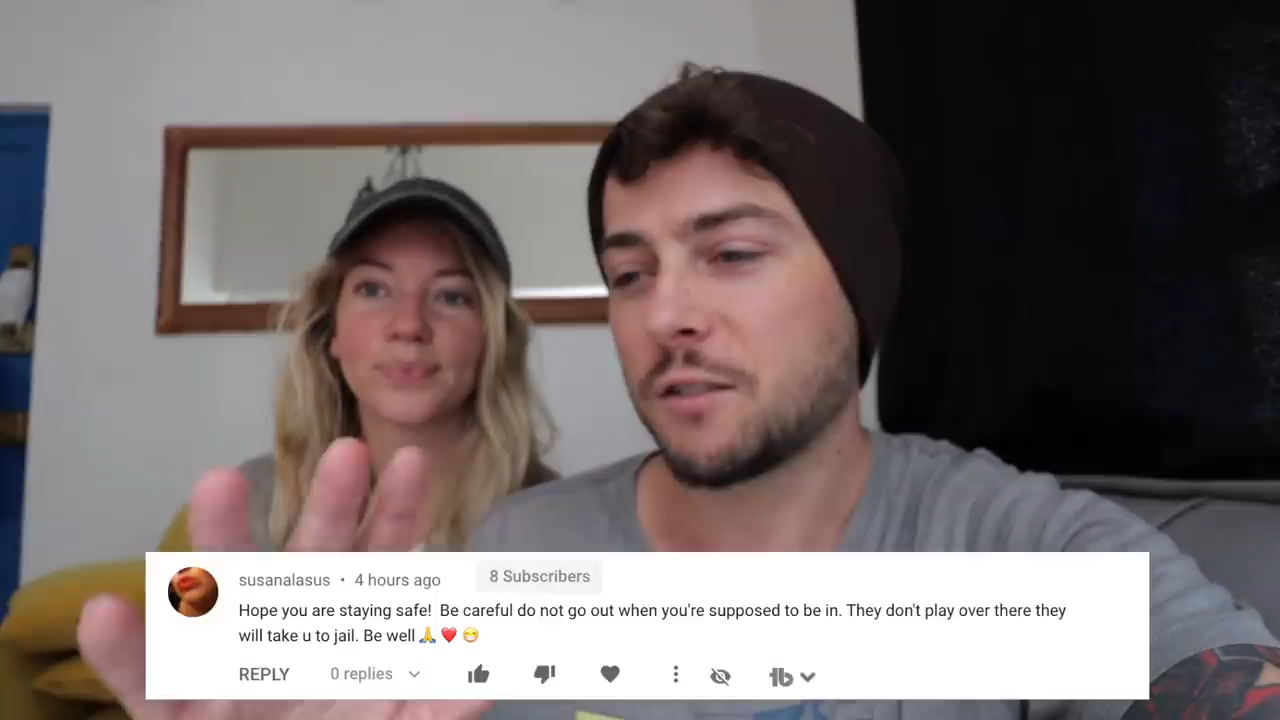 susanalasus • 4 hours ago 8 Subscribers
Hope you are staying safe!  Be careful do not go out when you're supposed to be in. They don't play over there they
will take u to jail. Be well 🙏 ❤️ 😷
REPLY 0 replies